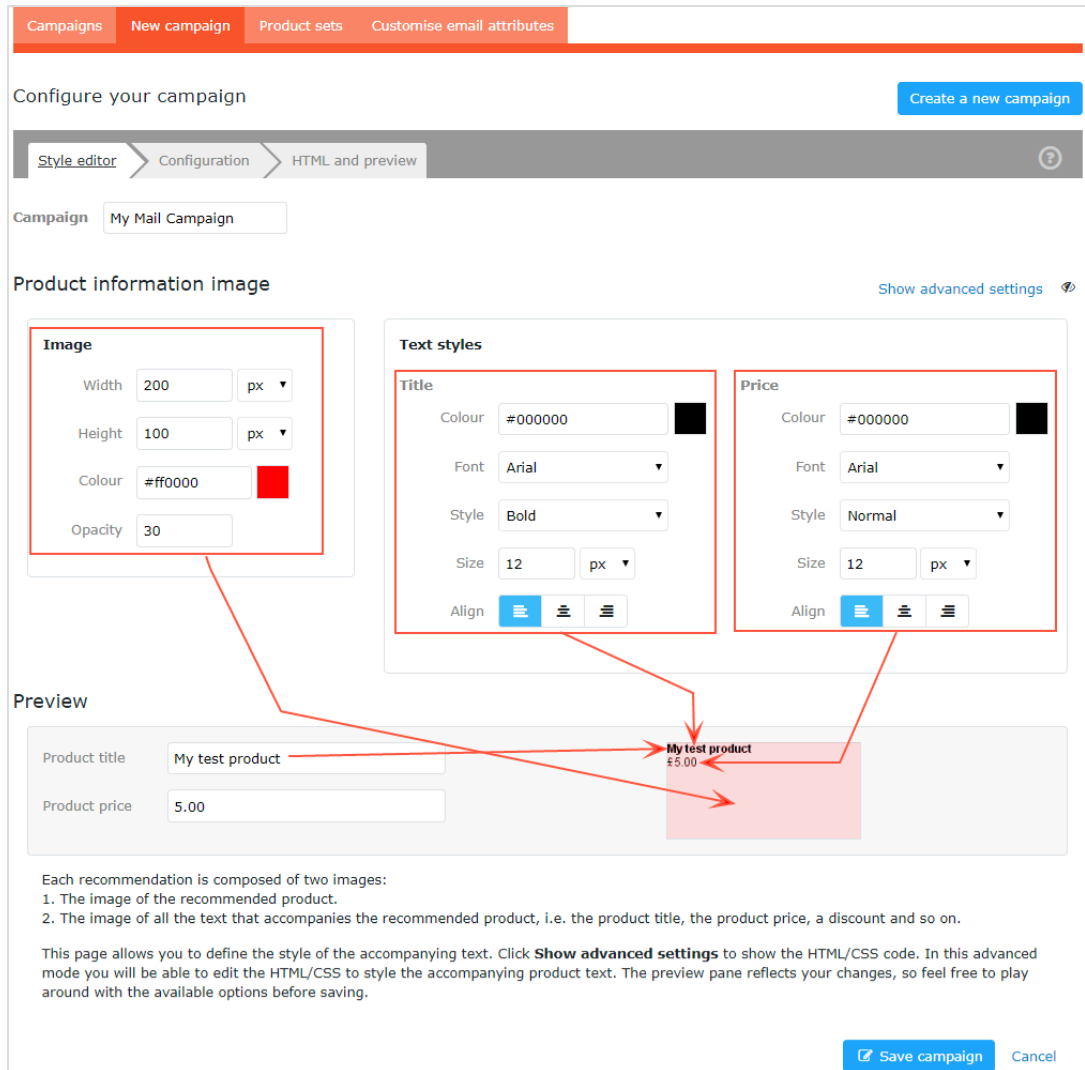 Campaigns New campaign Product sets Customise email attributes
Configure your campaign
Create a new campaign
Style editor Configuration HTML and preview ?
Campaign My Mail Campaign
Product information image
Show advanced settings
Image
Width 200 px
Height 100 px
Colour #ff0000
Opacity 30
Text styles
Title
Colour #000000
Font Arial
Style Bold
Size 12 px
Align
Price
Colour #000000
Font Arial
Style Normal
Size 12 px
Align
Preview
Product title My test product
Product price 5.00
My test product
£5.00
Each recommendation is composed of two images:
1. The image of the recommended product.
2. The image of all the text that accompanies the recommended product, i.e. the product title, the product price, a discount and so on.
This page allows you to define the style of the accompanying text. Click Show advanced settings to show the HTML/CSS code. In this advanced
mode you will be able to edit the HTML/CSS to style the accompanying product text. The preview pane reflects your changes, so feel free to play
around with the available options before saving.
Save campaign Cancel